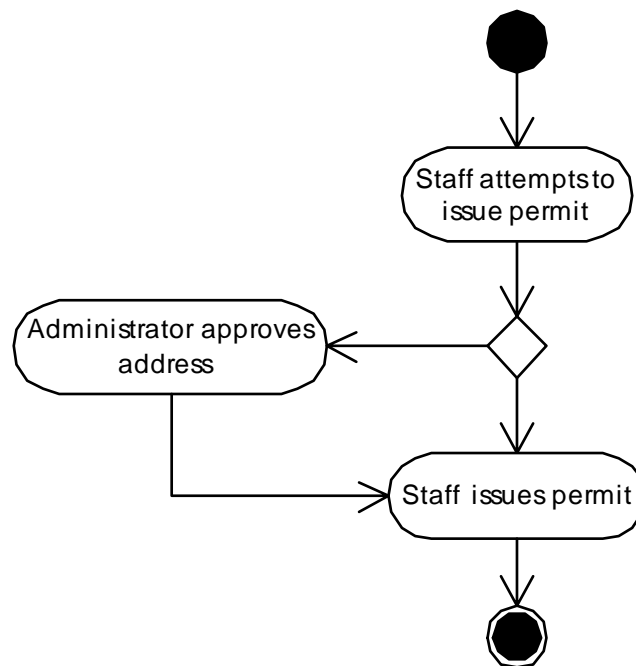 Staff attempts to
issue permit
Administrator approves
address
Staff issues permit